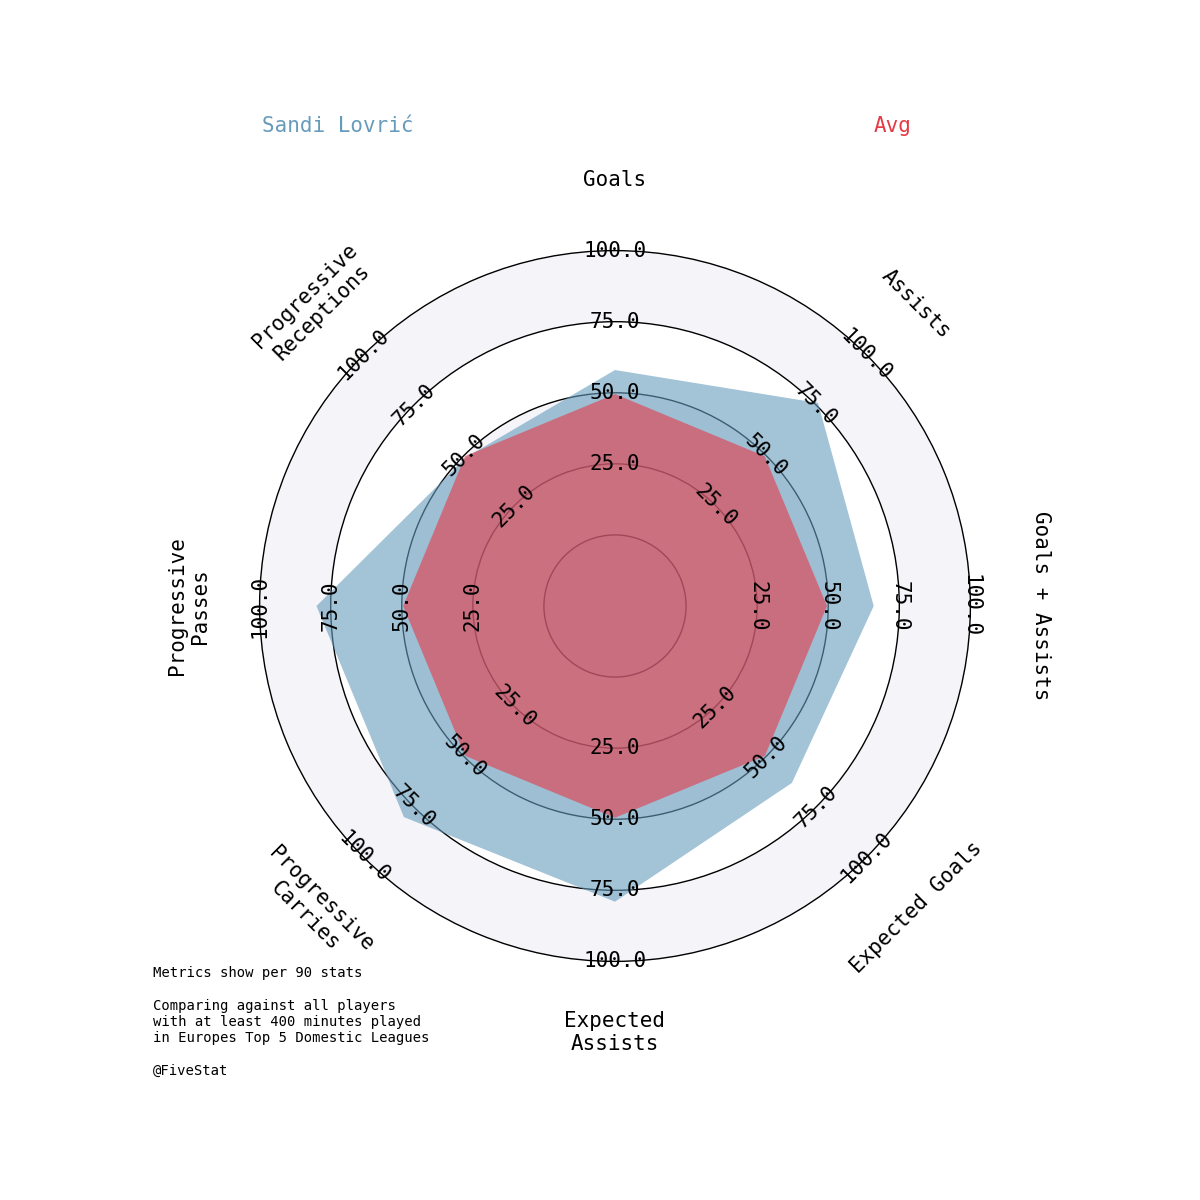 Sandi Lovrić
Avg
Goals
Assists
Goals + Assists
Expected Goals
Expected
Assists
Progressive
Carries
Progressive
Passes
Progressive
Receptions
25.0
50.0
75.0
100.0
25.0
50.0
75.0
100.0
25.0
50.0
75.0
100.0
25.0
50.0
75.0
100.0
25.0
50.0
75.0
100.0
25.0
50.0
75.0
100.0
25.0
50.0
75.0
100.0
25.0
50.0
75.0
100.0
Metrics show per 90 stats
Comparing against all players
with at least 400 minutes played
in Europes Top 5 Domestic Leagues
@FiveStat